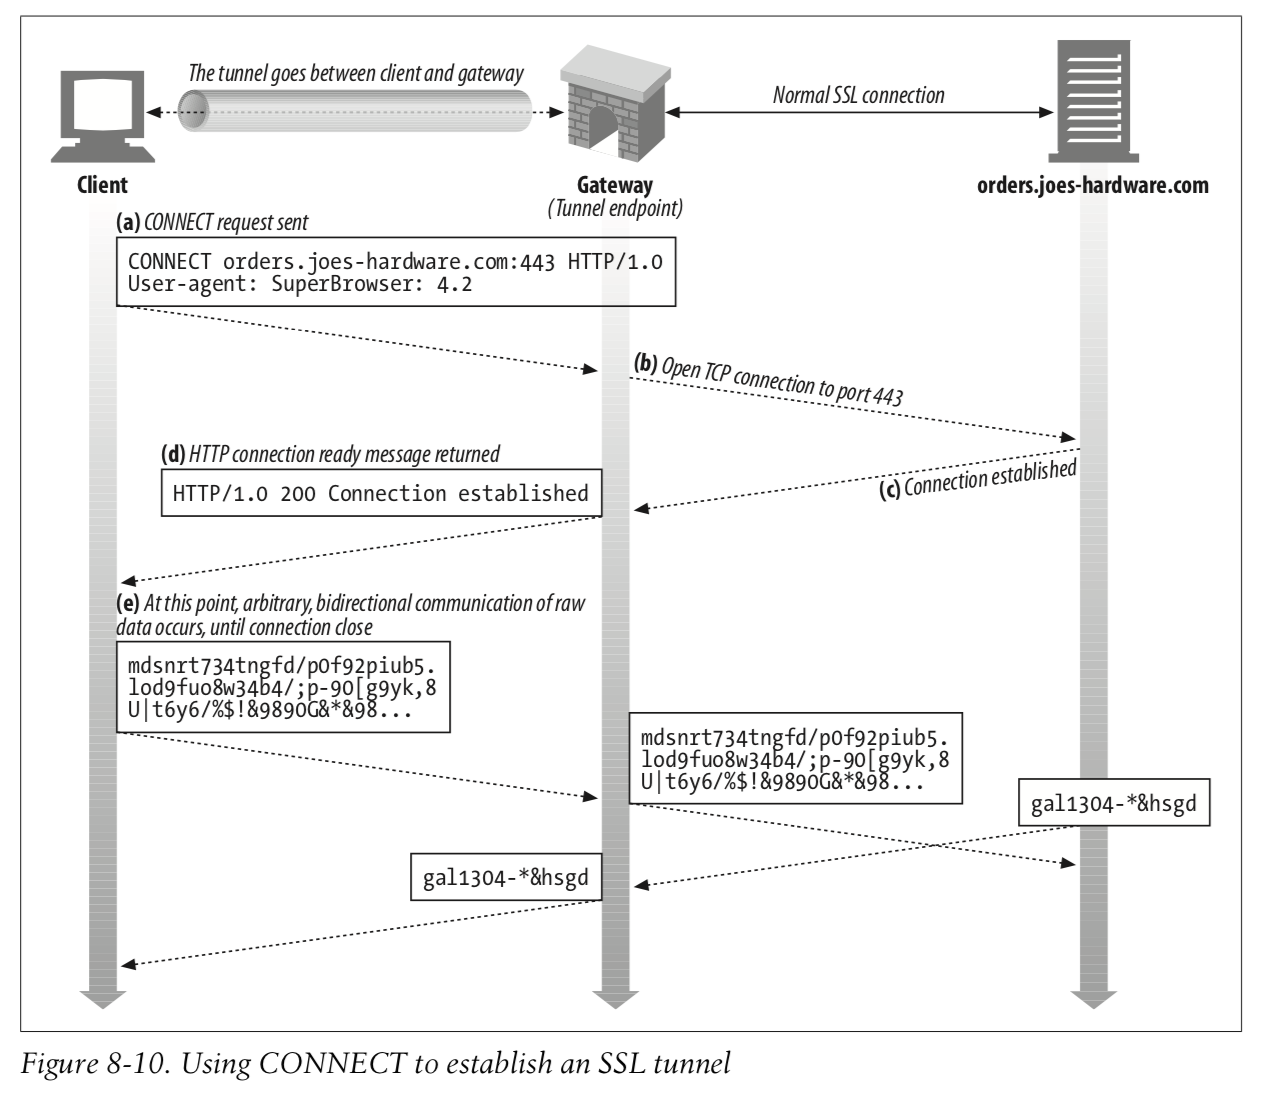 The tunnel goes between client and gateway
Normal SSL connection
Client
Gateway
(Tunnel endpoint)
orders.joes-hardware.com
(a) CONNECT request sent
CONNECT orders.joes-hardware.com:443 HTTP/1.0
User-agent: SuperBrowser: 4.2
(b) Open TCP connection to port 443
(c) Connection established
(d) HTTP connection ready message returned
HTTP/1.0 200 Connection established
(e) At this point, arbitrary, bidirectional communication of raw
data occurs, until connection close
mdsnrt734tngfd/p0f92piub5.
lod9fuo8w34b4/;p-90[g9yk,8
U|t6y6/%$!&989OG&*&98...
mdsnrt734tngfd/p0f92piub5.
lod9fuo8w34b4/;p-90[g9yk,8
U|t6y6/%$!&989OG&*&98...
gal1304-*&hsgd
gal1304-*&hsgd
Figure 8-10. Using CONNECT to establish an SSL tunnel